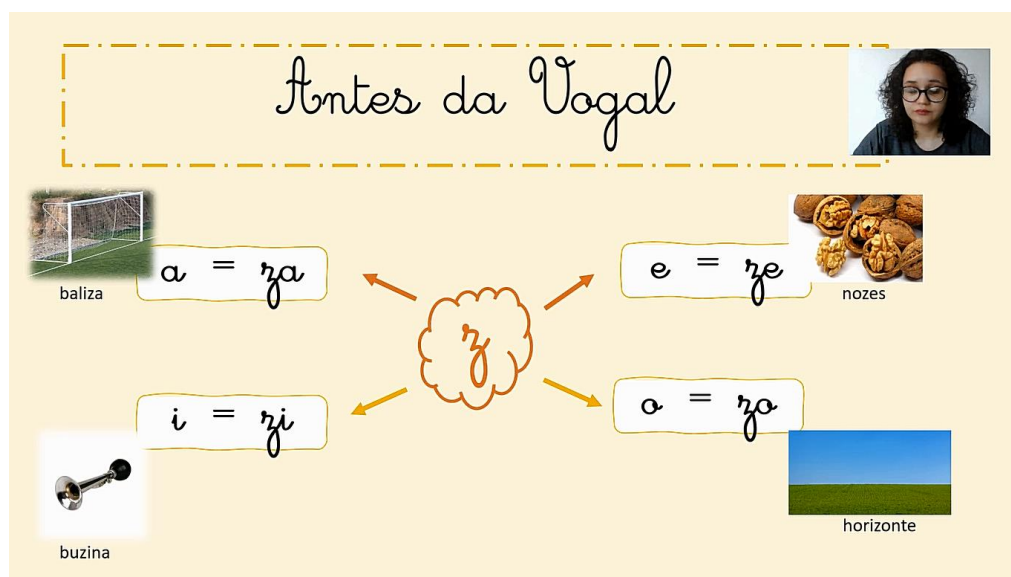 Antes da Vogal
a = za
baliza
e = ze
nozes
z
i = zi
buzina
o = zo
horizonte